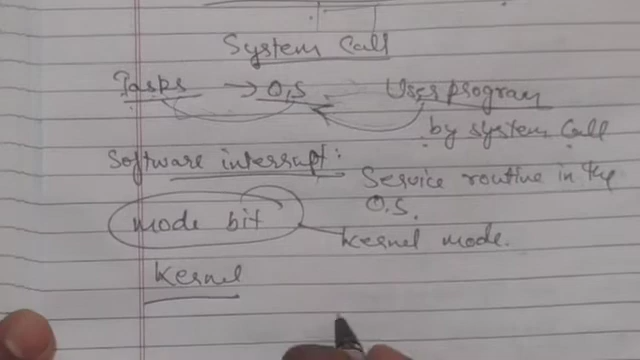 System Call
Tasks → O.S User program
by system call
Software interrupt:
Service routine in the
O.S.
mode bit
Kernel mode.
Kernel